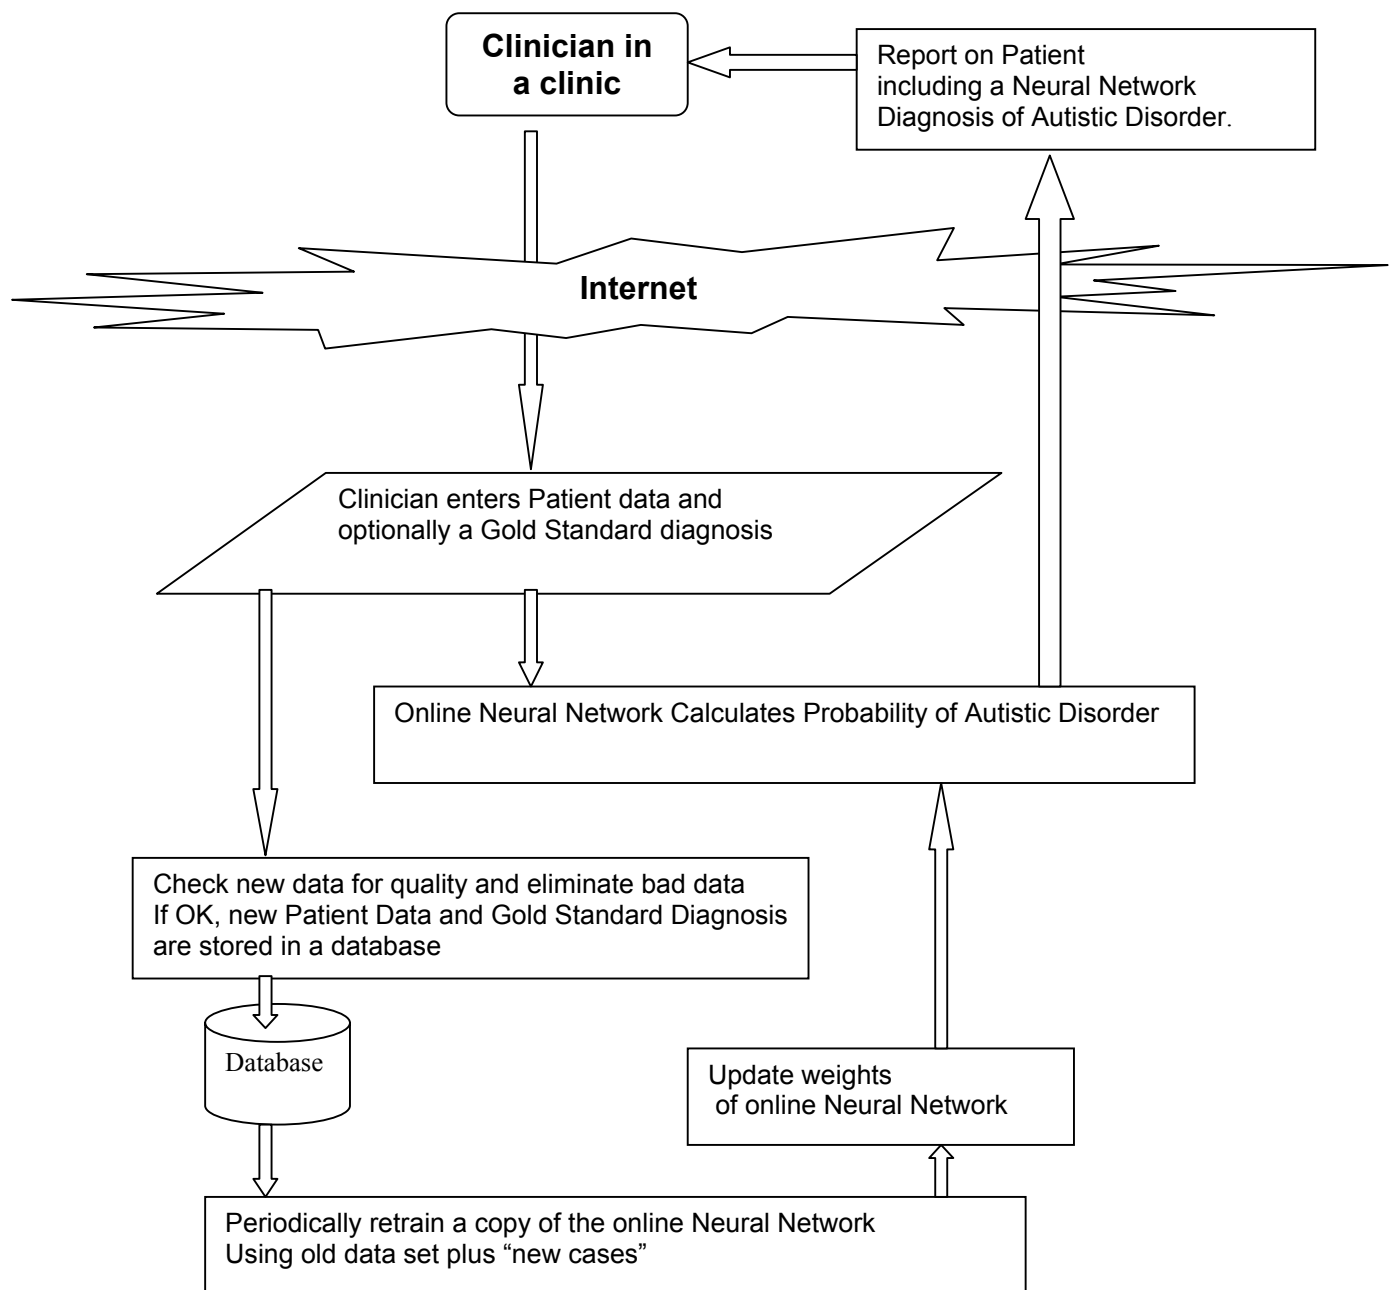 Clinician in
a clinic
Report on Patient
including a Neural Network
Diagnosis of Autistic Disorder.
Internet
Clinician enters Patient data and
optionally a Gold Standard diagnosis
Online Neural Network Calculates Probability of Autistic Disorder
Check new data for quality and eliminate bad data
If OK, new Patient Data and Gold Standard Diagnosis
are stored in a database
Database
Update weights
of online Neural Network
Periodically retrain a copy of the online Neural Network
Using old data set plus “new cases”